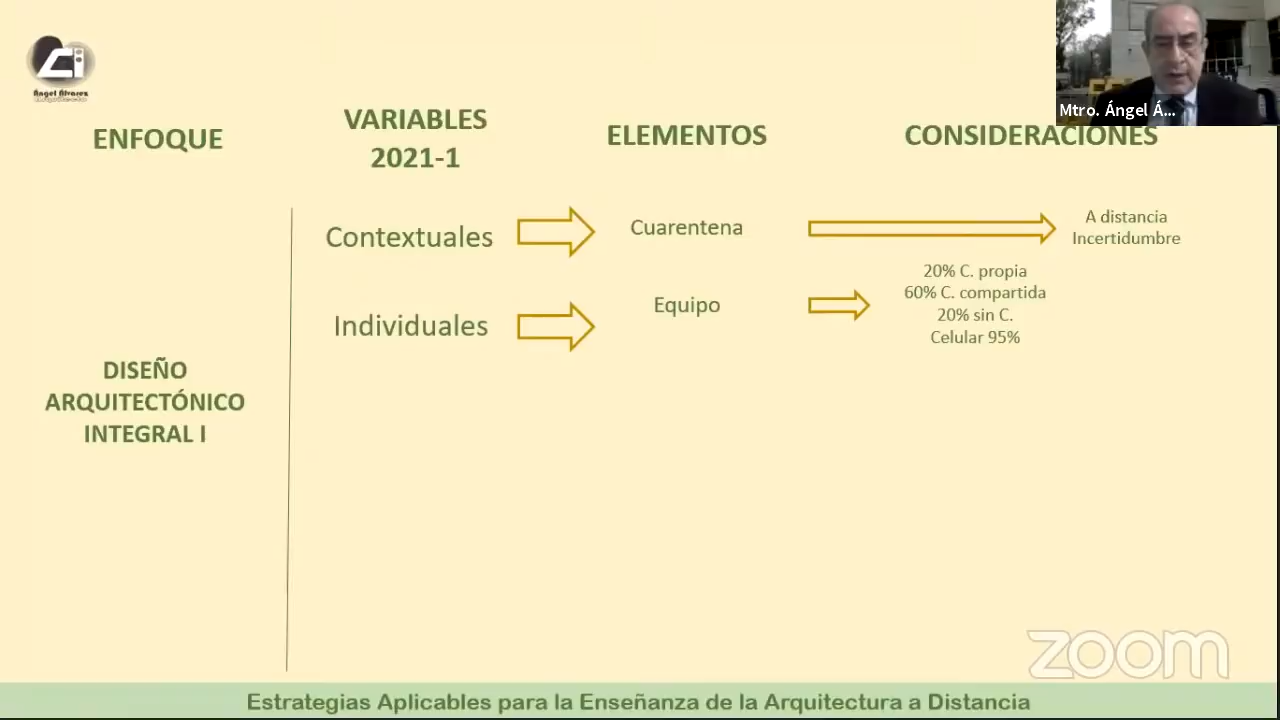 Ángel Álvarez
Mtro. Ángel Á...
ENFOQUE
VARIABLES
2021-1
ELEMENTOS
CONSIDERACIONES
Contextuales
Cuarentena
A distancia
Incertidumbre
Individuales
Equipo
20% C. propia
60% C. compartida
20% sin C.
Celular 95%
DISEÑO
ARQUITECTÓNICO
INTEGRAL I
zoom
Estrategias Aplicables para la Enseñanza de la Arquitectura a Distancia